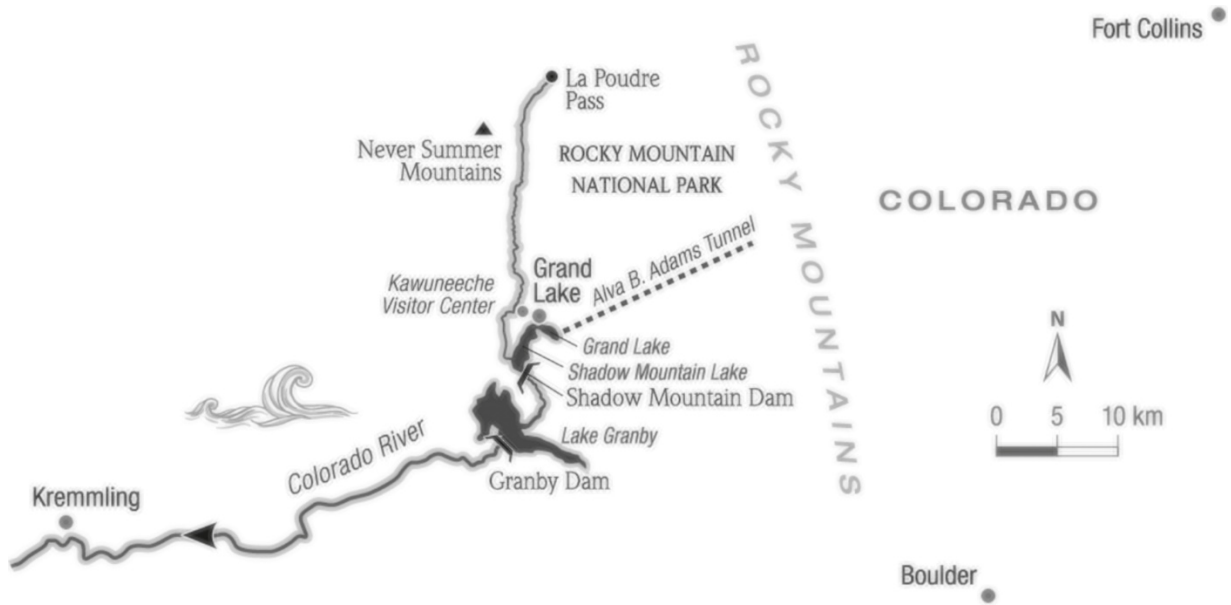 Fort Collins
La Poudre
Pass
Never Summer
Mountains
ROCKY MOUNTAIN
NATIONAL PARK
ROCKY MOUNTAINS
COLORADO
Kawuneeche
Visitor Center
Grand
Lake
Alva B. Adams Tunnel
Grand Lake
Shadow Mountain Lake
Shadow Mountain Dam
N
0 5 10 km
Lake Granby
Colorado River
Granby Dam
Kremmling
Boulder